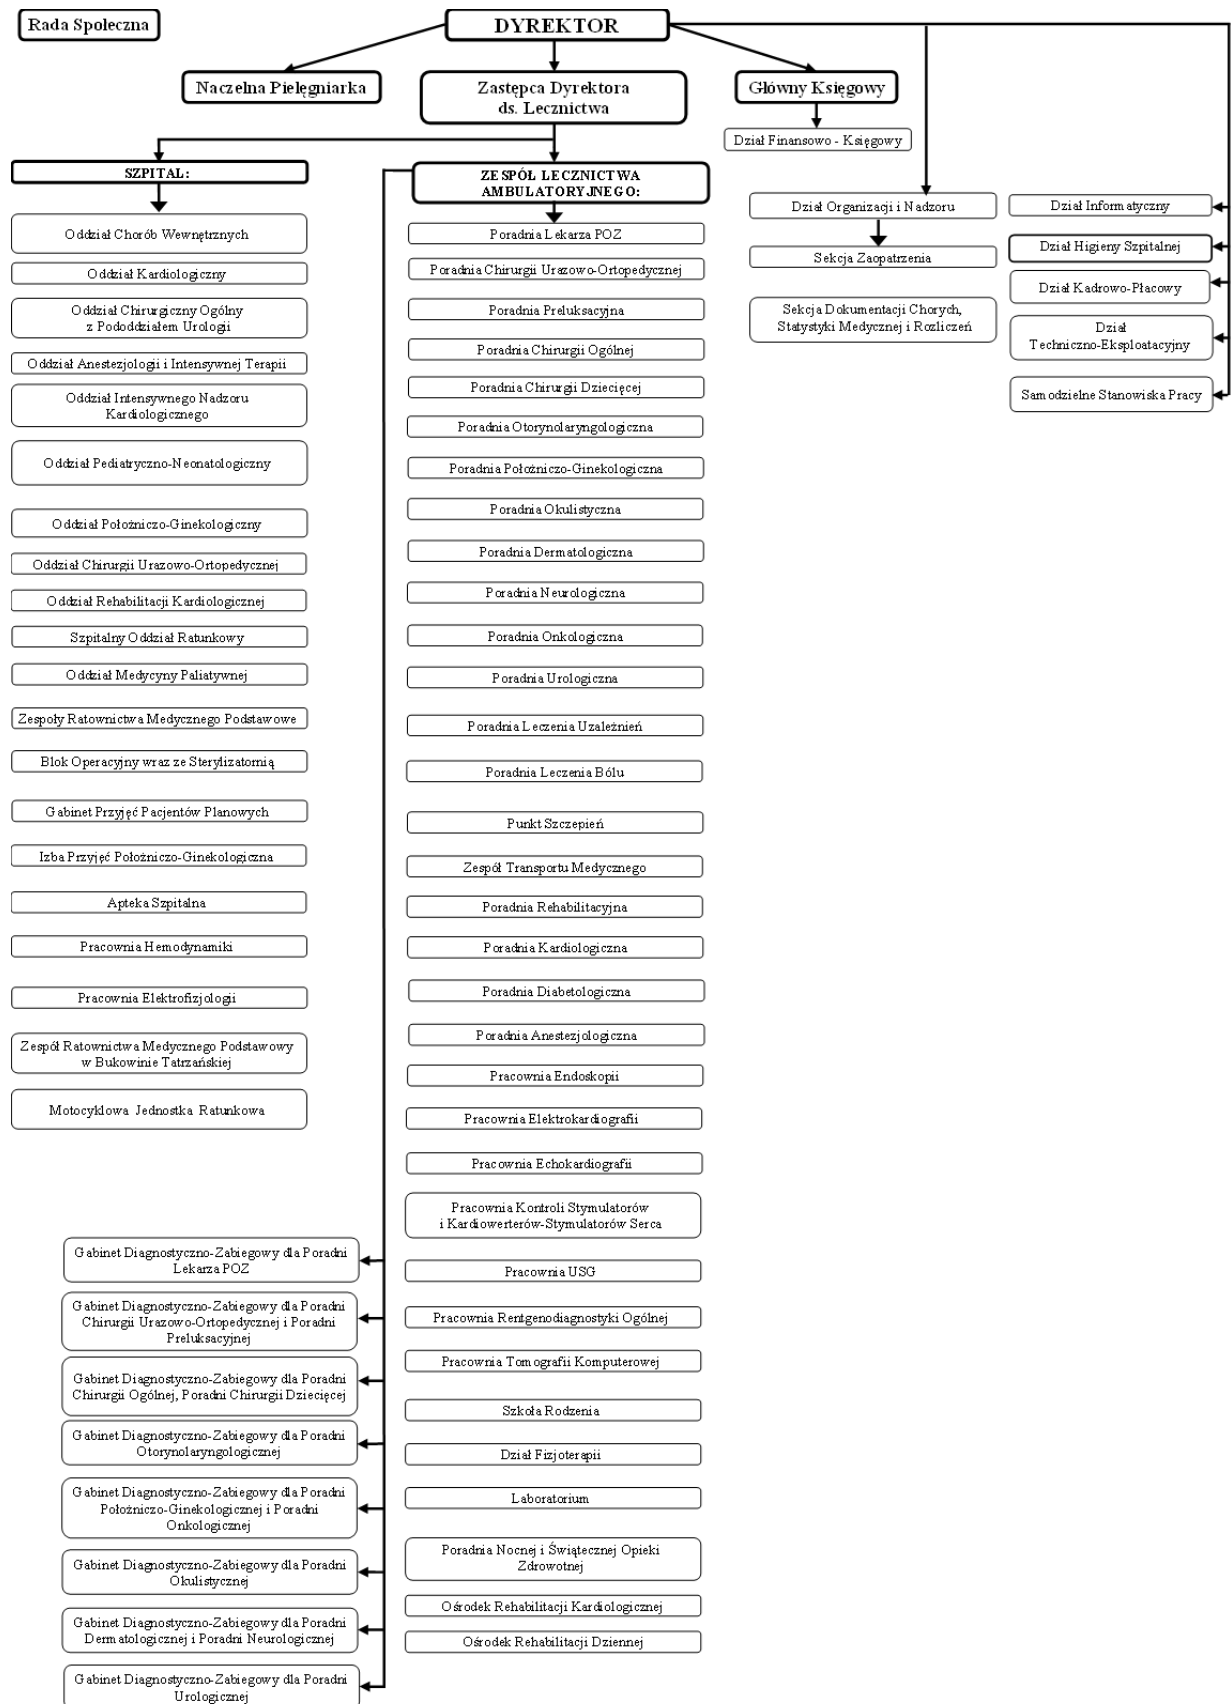 Rada Społeczna
DYREKTOR
Naczelna Pielęgniarka
Zastępca Dyrektora
ds. Lecznictwa
Główny Księgowy
Dział Finansowo - Księgowy
SZPITAL:
Oddział Chorób Wewnętrznych
Oddział Kardiologiczny
Oddział Chirurgiczny Ogólny
z Pododdziałem Urologii
Oddział Anestezjologii i Intensywnej Terapii
Oddział Intensywnego Nadzoru
Kardiologicznego
Oddział Pediatryczno-Neonatologiczny
Oddział Położniczo-Ginekologiczny
Oddział Chirurgii Urazowo-Ortopedycznej
Oddział Rehabilitacji Kardiologicznej
Szpitalny Oddział Ratunkowy
Oddział Medycyny Paliatywnej
Zespoły Ratownictwa Medycznego Podstawowe
Blok Operacyjny wraz ze Sterylizatornią
Gabinet Przyjęć Pacjentów Planowych
Izba Przyjęć Położniczo-Ginekologiczna
Apteka Szpitalna
Pracownia Hemodynamiki
Pracownia Elektrofizjologii
Zespół Ratownictwa Medycznego Podstawowy
w Bukowinie Tatrzańskiej
Motocyklowa Jednostka Ratunkowa
ZESPÓŁ LECZNICTWA
AMBULATORYJNEGO:
Poradnia Lekarza POZ
Poradnia Chirurgii Urazowo-Ortopedycznej
Poradnia Preluksacyjna
Poradnia Chirurgii Ogólnej
Poradnia Chirurgii Dziecięcej
Poradnia Otorynolaryngologiczna
Poradnia Położniczo-Ginekologiczna
Poradnia Okulistyczna
Poradnia Dermatologiczna
Poradnia Neurologiczna
Poradnia Onkologiczna
Poradnia Urologiczna
Poradnia Leczenia Uzależnień
Poradnia Leczenia Bólu
Punkt Szczepień
Zespół Transportu Medycznego
Poradnia Rehabilitacyjna
Poradnia Kardiologiczna
Poradnia Diabetologiczna
Poradnia Anestezjologiczna
Pracownia Endoskopii
Pracownia Elektrokardiografii
Pracownia Echokardiografii
Pracownia Kontroli Stymulatorów
i Kardiowerterów-Stymulatorów Serca
Pracownia USG
Pracownia Rentgenodiagnostyki Ogólnej
Pracownia Tomografii Komputerowej
Szkoła Rodzenia
Dział Fizjoterapii
Laboratorium
Poradnia Nocnej i Świątecznej Opieki
Zdrowotnej
Ośrodek Rehabilitacji Kardiologicznej
Ośrodek Rehabilitacji Dziennej
Gabinet Diagnostyczno-Zabiegowy dla Poradni
Lekarza POZ
Gabinet Diagnostyczno-Zabiegowy dla Poradni
Chirurgii Urazowo-Ortopedycznej i Poradni
Preluksacyjnej
Gabinet Diagnostyczno-Zabiegowy dla Poradni
Chirurgii Ogólnej, Poradni Chirurgii Dziecięcej
Gabinet Diagnostyczno-Zabiegowy dla Poradni
Otorynolaryngologicznej
Gabinet Diagnostyczno-Zabiegowy dla Poradni
Położniczo-Ginekologicznej i Poradni
Onkologicznej
Gabinet Diagnostyczno-Zabiegowy dla Poradni
Okulistycznej
Gabinet Diagnostyczno-Zabiegowy dla Poradni
Dermatologicznej i Poradni Neurologicznej
Gabinet Diagnostyczno-Zabiegowy dla Poradni
Urologicznej
Dział Organizacji i Nadzoru
Sekcja Zaopatrzenia
Sekcja Dokumentacji Chorych,
Statystyki Medycznej i Rozliczeń
Dział Informatyczny
Dział Higieny Szpitalnej
Dział Kadrowo-Płacowy
Dział
Techniczno-Eksploatacyjny
Samodzielne Stanowiska Pracy